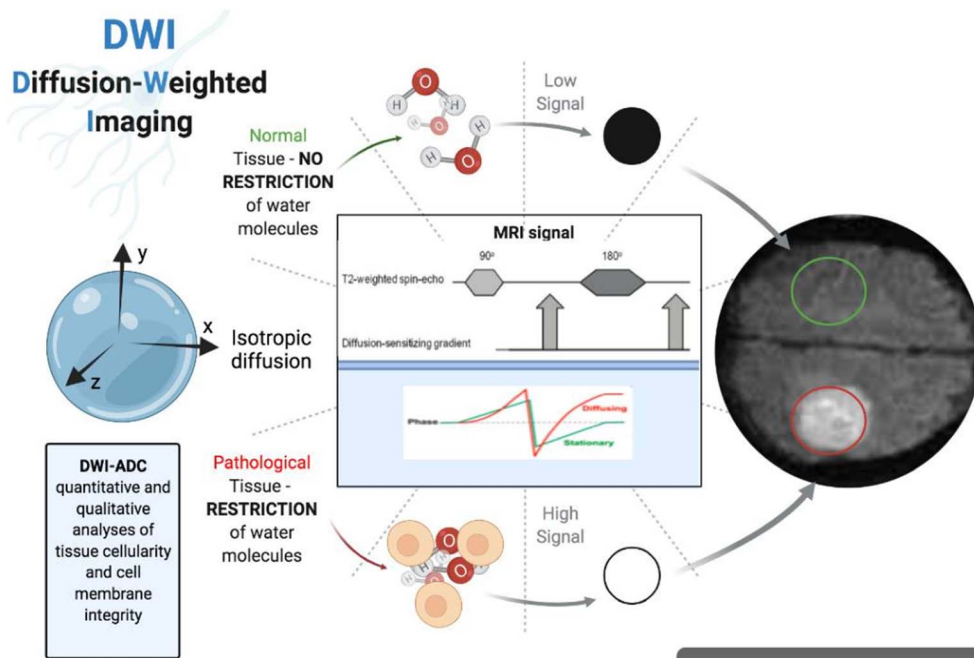 DWI
Diffusion-Weighted
Imaging
Normal
Tissue - NO
RESTRICTION
of water
molecules
H
O
H
H
O
H
H
O
Low
Signal
MRI signal
90º
180º
T2-weighted spin-echo
Diffusion-sensitizing gradient
Phase
Diffusing
Stationary
y
x
z
Isotropic
diffusion
DWI-ADC
quantitative and
qualitative
analyses of
tissue cellularity
and cell
membrane
integrity
Pathological
Tissue -
RESTRICTION
of water
molecules
O
H
H
O
H
O
High
Signal